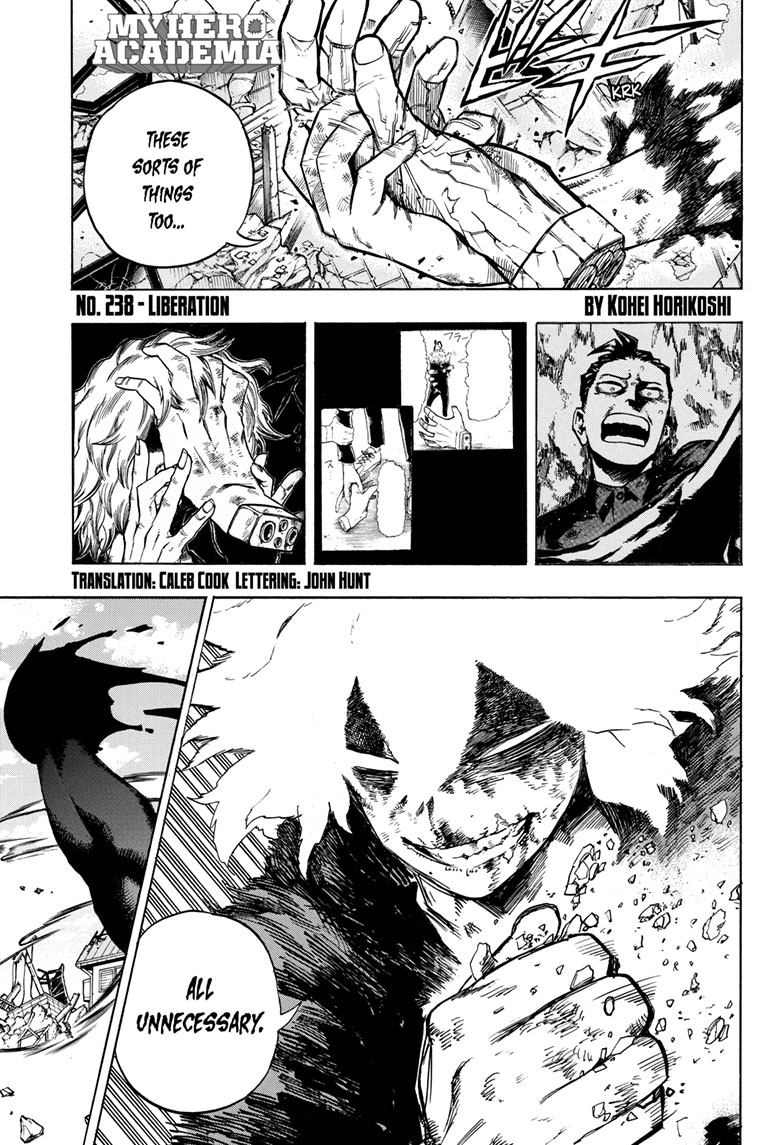 MY HERO
ACADEMIA
KRK
THESE
SORTS OF
THINGS
TOO...
No. 238 - LIBERATION
BY KOHEI HORIKOSHI
TRANSLATION: CALEB COOK LETTERING: JOHN HUNT
ALL
UNNECESSARY.